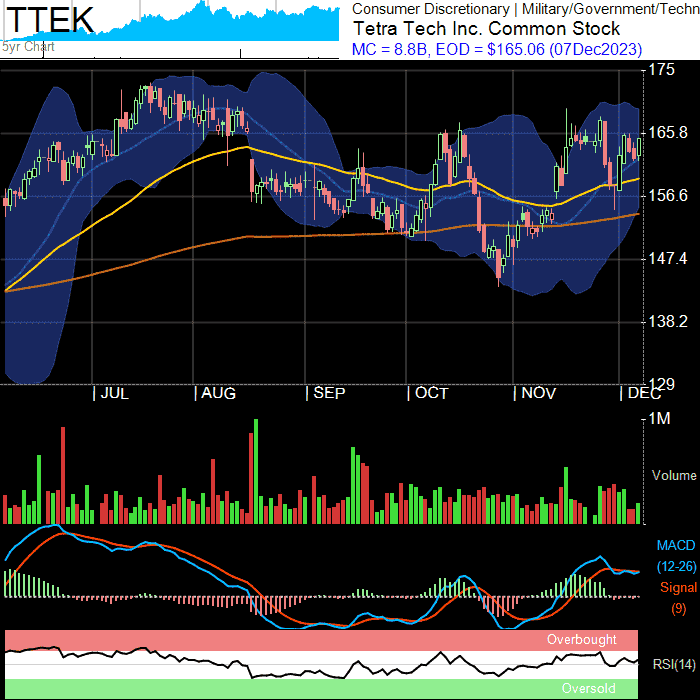 TTEK
5yr Chart
Consumer Discretionary | Military/Government/Techn
Tetra Tech Inc. Common Stock
MC = 8.8B, EOD = $165.06 (07Dec2023)
175
165.8
156.6
147.4
138.2
129
| JUL | AUG | SEP | OCT | NOV | DEC
1M
Volume
MACD
(12-26)
Signal
(9)
Overbought
RSI(14)
Oversold